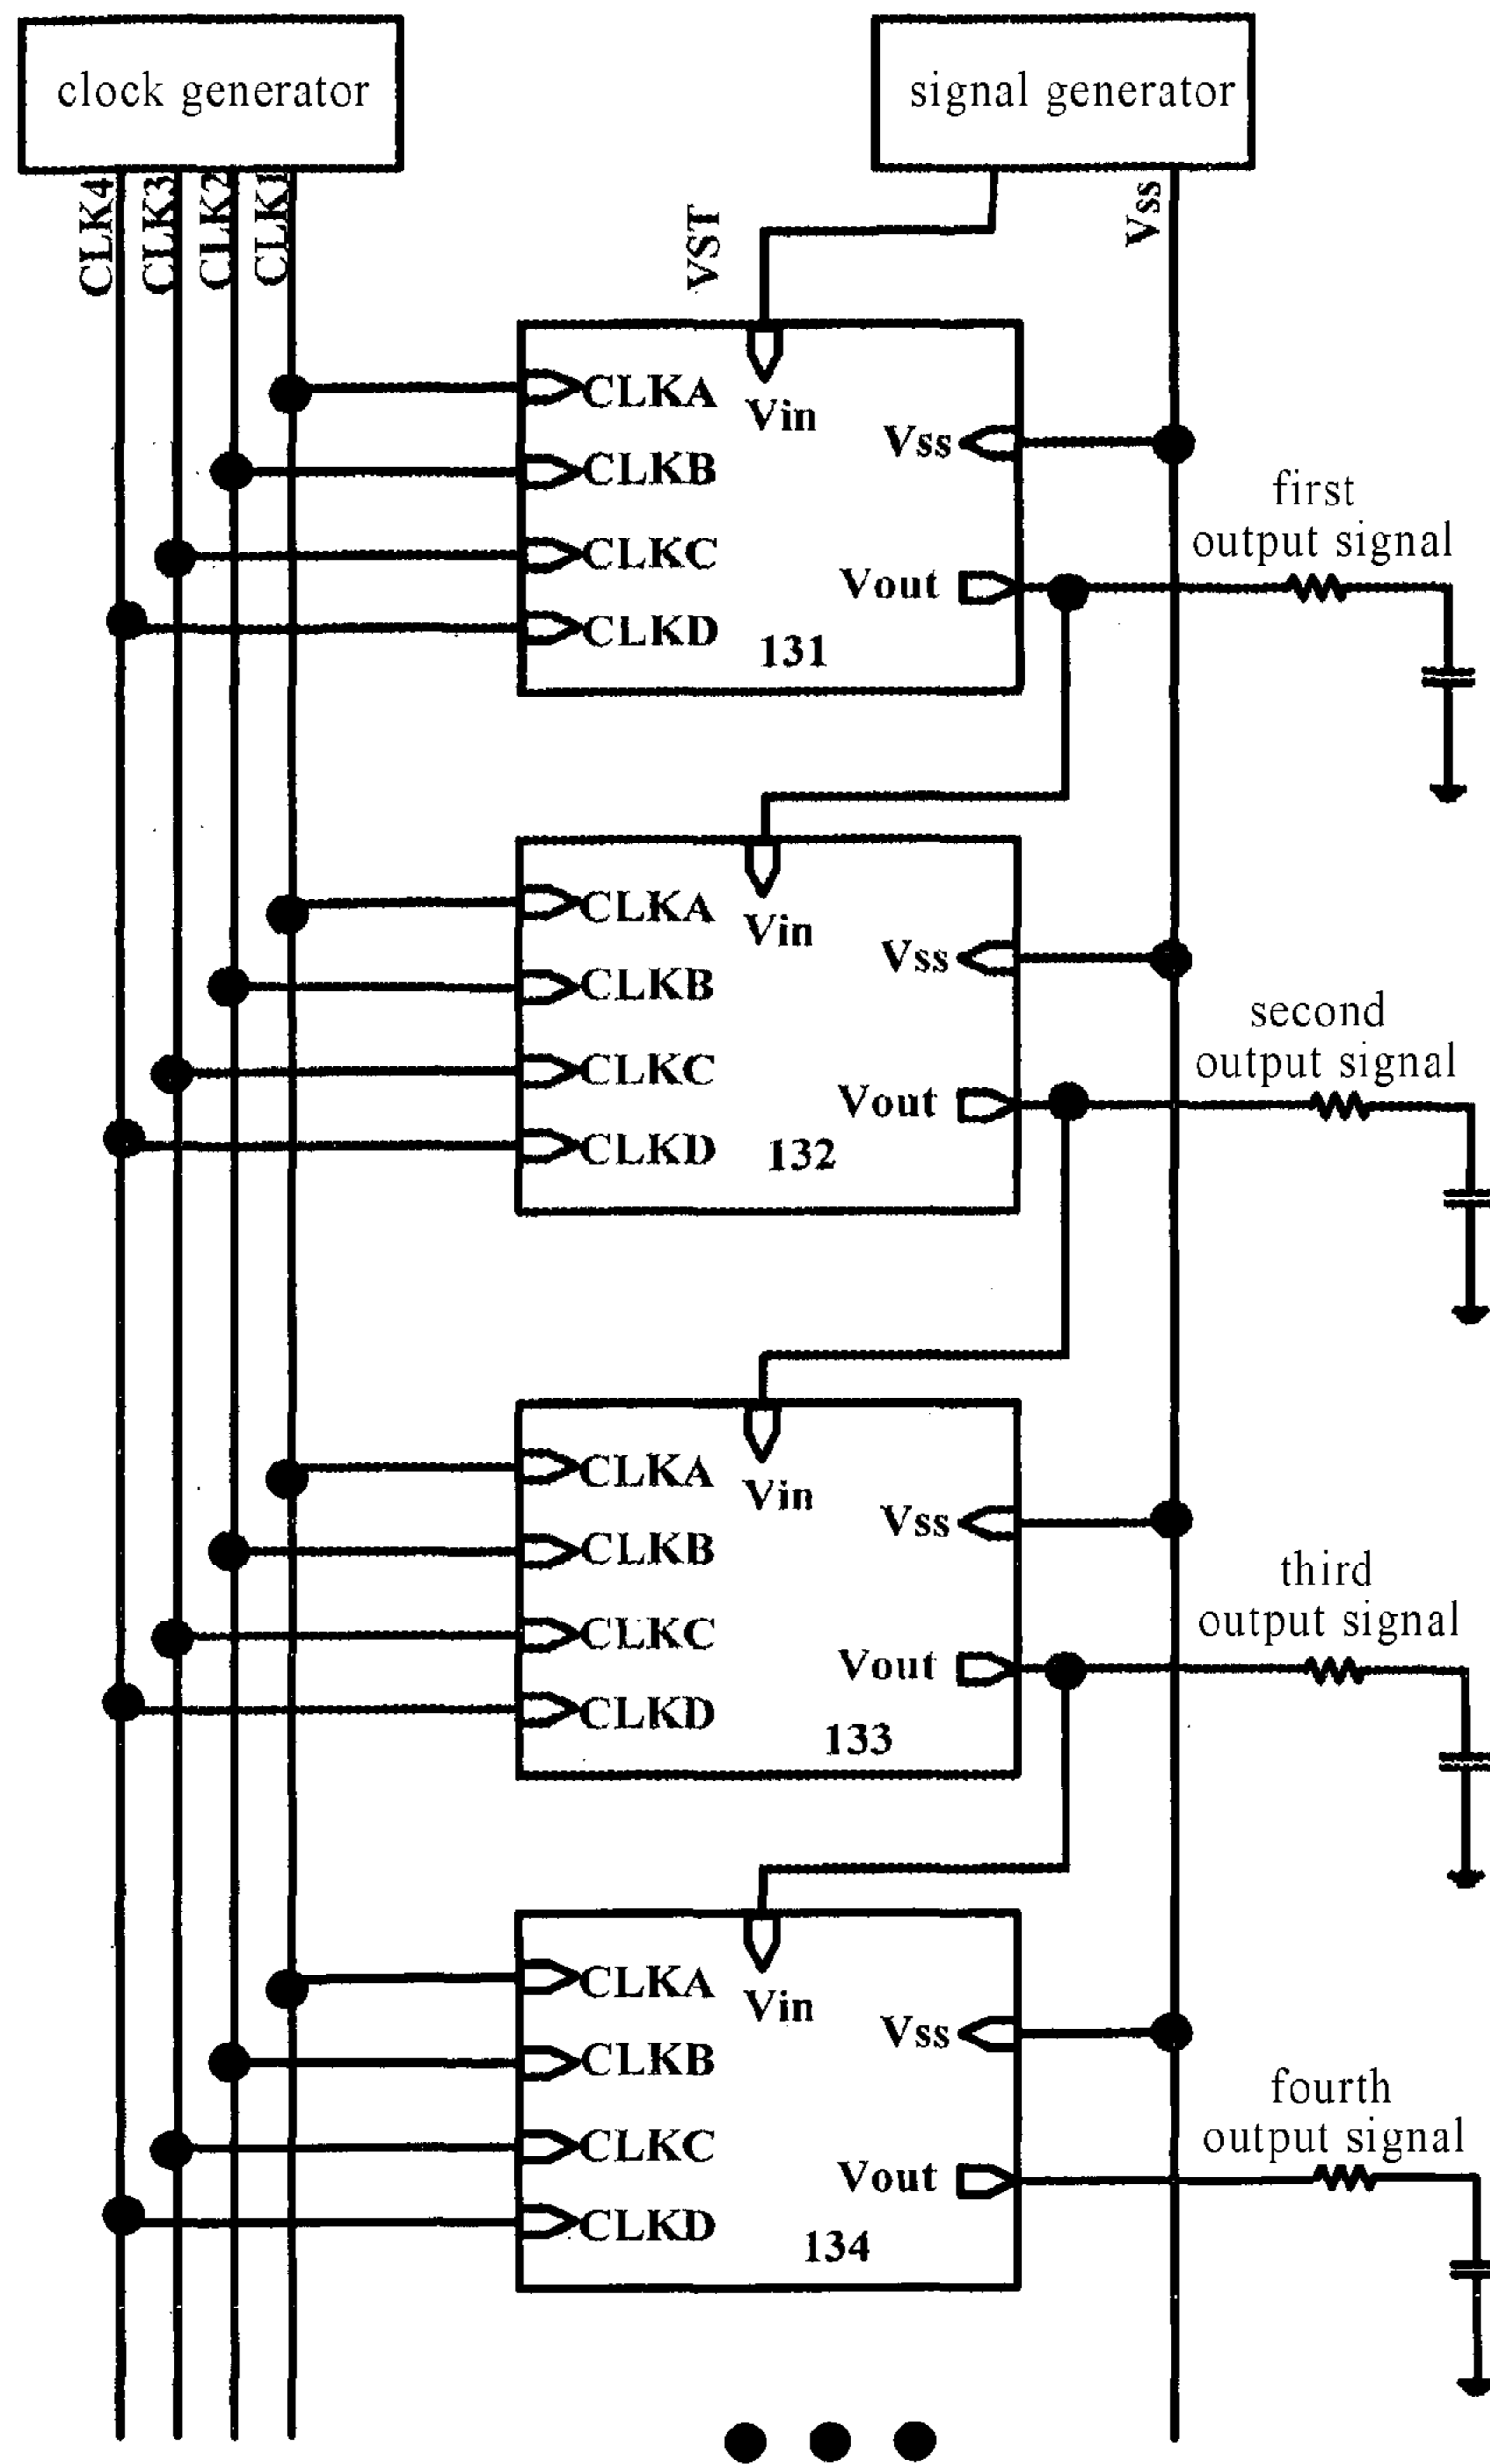 clock generator
signal generator
CLK4
CLK3
CLK2
CLK1
VST
Vss
CLKA
Vin
Vss
CLKB
first
output signal
CLKC
Vout
CLKD
131
CLKA
Vin
Vss
CLKB
second
output signal
CLKC
Vout
CLKD
132
CLKA
Vin
Vss
CLKB
third
output signal
CLKC
Vout
CLKD
133
CLKA
Vin
Vss
CLKB
fourth
output signal
CLKC
Vout
CLKD
134